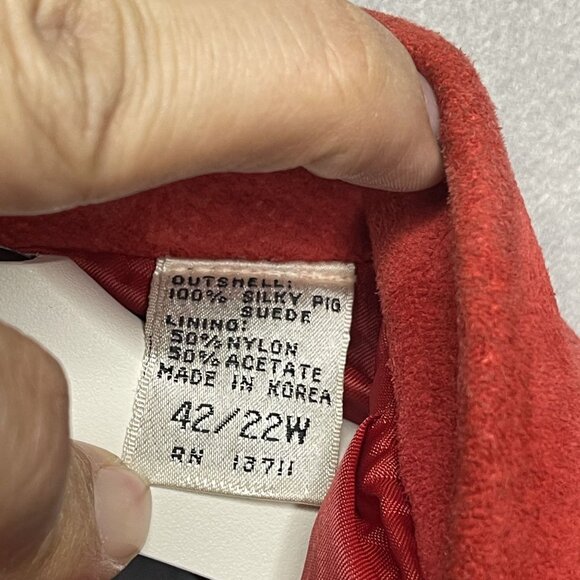 OUTSHELL:
100% SILKY PIG
SUEDE
LINING:
50% NYLON
50% ACETATE
MADE IN KOREA
42/22W
RN 13711